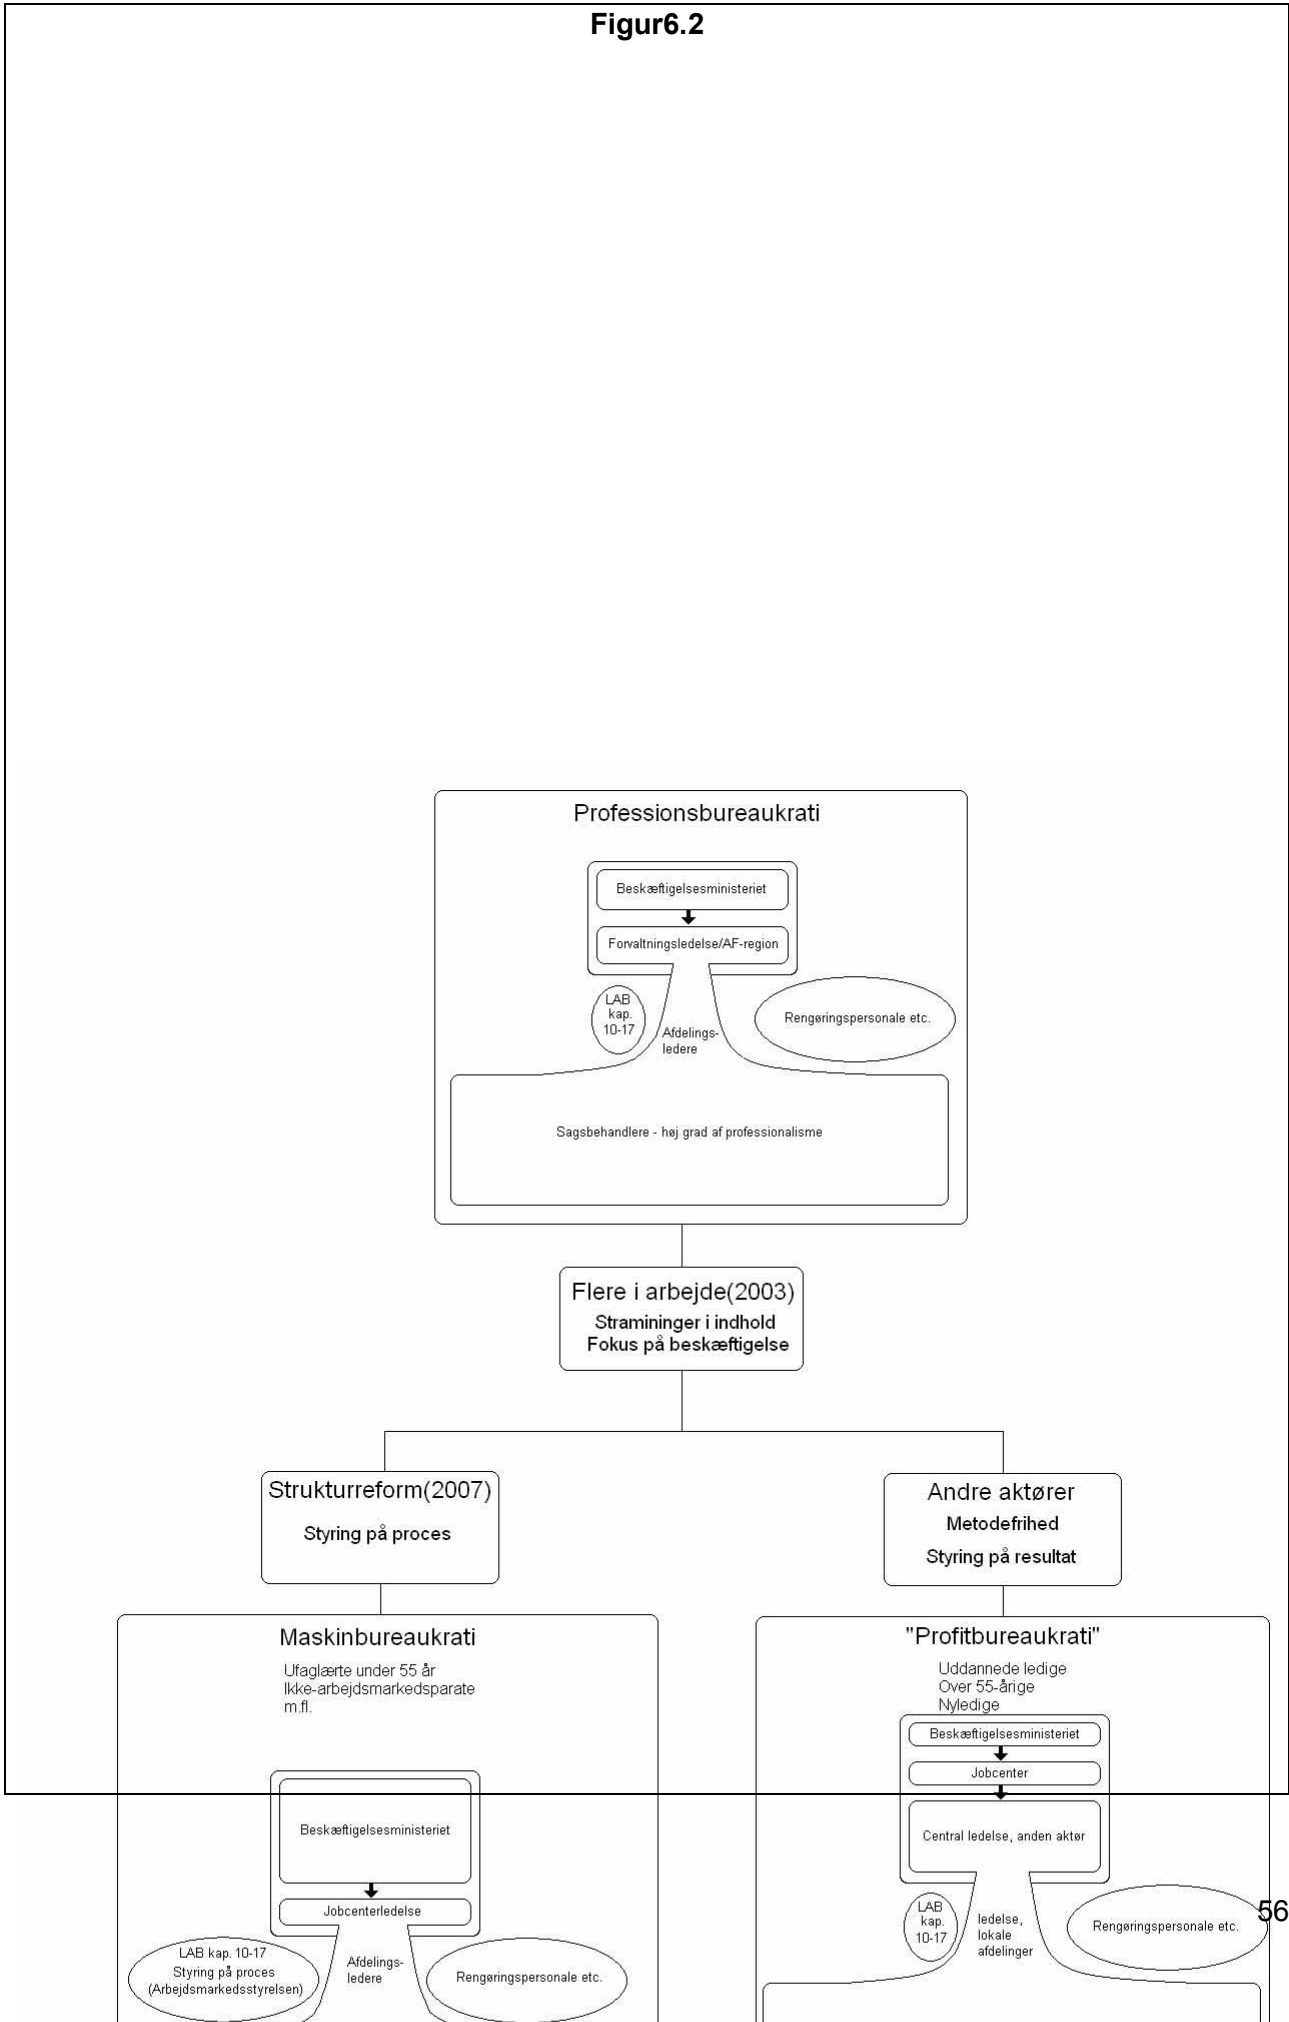 Figur6.2
Professionsbureaukrati
Beskæftigelsesministeriet
Forvaltningsledelse/AF-region
LAB
kap.
10-17
Afdelings-
ledere
Rengøringspersonale etc.
Sagsbehandlere - høj grad af professionalisme
Flere i arbejde(2003)
Stramininger i indhold
Fokus på beskæftigelse
Strukturreform(2007)
Styring på proces
Andre aktører
Metodefrihed
Styring på resultat
Maskinbureaukrati
Ufaglærte under 55 år
Ikke-arbejdsmarkedsparate
m.fl.
Beskæftigelsesministeriet
Jobcenterledelse
LAB kap. 10-17
Styring på proces
(Arbejdsmarkedsstyrelsen)
Afdelings-
ledere
Rengøringspersonale etc.
"Profitbureaukrati"
Uddannede ledige
Over 55-årige
Nyledige
Beskæftigelsesministeriet
Jobcenter
Central ledelse, anden aktør
LAB
kap.
10-17
ledelse,
lokale
afdelinger
Rengøringspersonale etc.
56